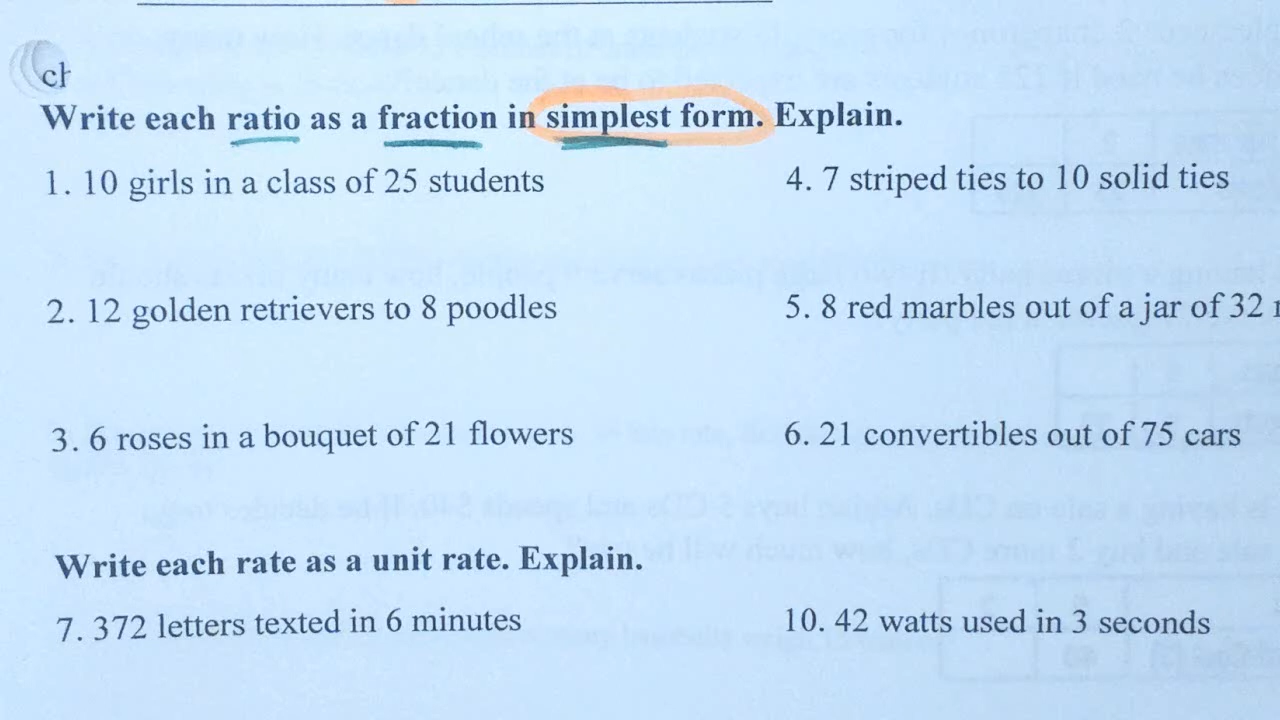 Write each ratio as a fraction in simplest form. Explain.
1. 10 girls in a class of 25 students
4. 7 striped ties to 10 solid ties
2. 12 golden retrievers to 8 poodles
5. 8 red marbles out of a jar of 32
3. 6 roses in a bouquet of 21 flowers
6. 21 convertibles out of 75 cars
Write each rate as a unit rate. Explain.
7. 372 letters texted in 6 minutes
10. 42 watts used in 3 seconds